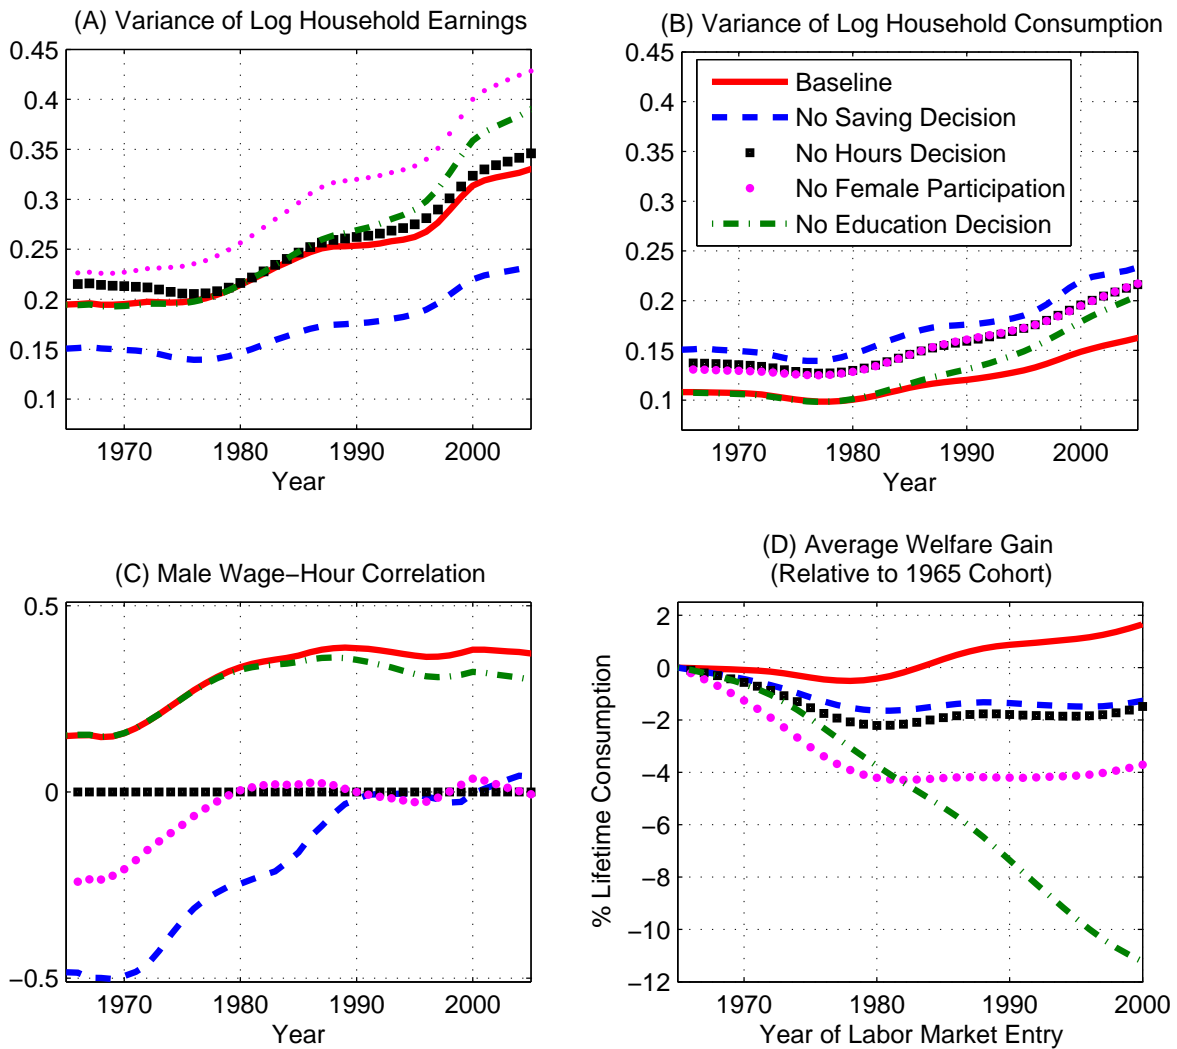 (A) Variance of Log Household Earnings
0.45
0.4
0.35
0.3
0.25
0.2
0.15
0.1
1970 1980 1990 2000
Year
(B) Variance of Log Household Consumption
0.45
0.4
0.35
0.3
0.25
0.2
0.15
0.1
Baseline
No Saving Decision
No Hours Decision
No Female Participation
No Education Decision
1970 1980 1990 2000
Year
(C) Male Wage−Hour Correlation
0.5
0
−0.5
1970 1980 1990 2000
Year
(D) Average Welfare Gain
(Relative to 1965 Cohort)
% Lifetime Consumption
2
0
−2
−4
−6
−8
−10
−12
1970 1980 1990 2000
Year of Labor Market Entry